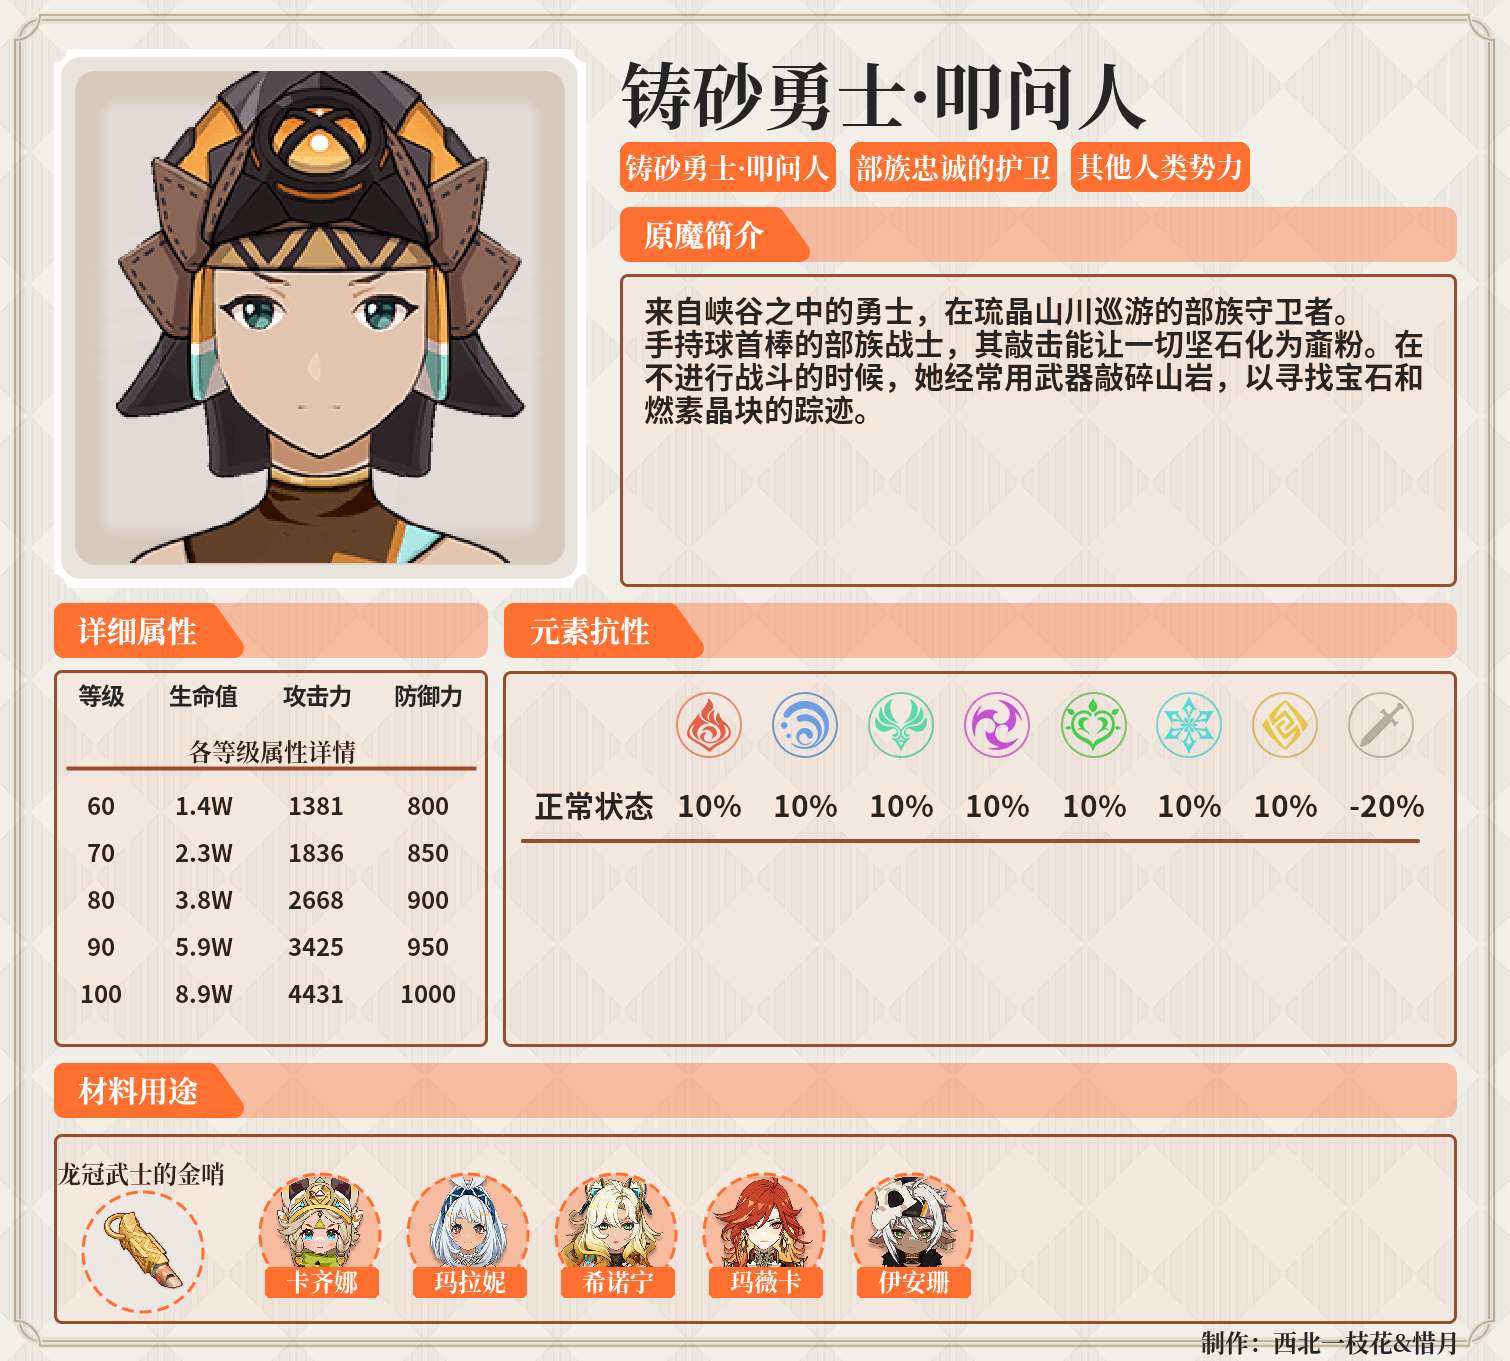 铸砂勇士·叩问人
铸砂勇士·叩问人 部族忠诚的护卫 其他人类势力
原魔简介
来自峡谷之中的勇士，在琉晶山川巡游的部族守卫者。
手持球首棒的部族战士，其敲击能让一切坚石化为齑粉。在
不进行战斗的时候，她经常用武器敲碎山岩，以寻找宝石和
燃素晶块的踪迹。
详细属性
等级 生命值 攻击力 防御力
各等级属性详情
60 1.4W 1381 800
70 2.3W 1836 850
80 3.8W 2668 900
90 5.9W 3425 950
100 8.9W 4431 1000
元素抗性
正常状态 10% 10% 10% 10% 10% 10% 10% -20%
材料用途
龙冠武士的金哨
卡齐娜 玛拉妮 希诺宁 玛薇卡 伊安珊
制作：西北一枝花&惜月